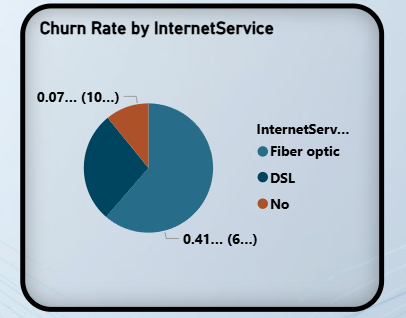 Churn Rate by InternetService
0.07... (10...)
InternetServ...
Fiber optic
DSL
No
0.41... (6...)